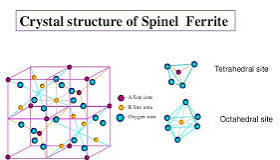 Crystal structure of Spinel Ferrite
Tetrahedral site
A Site ions
B Site ions
Oxygen ions
Octahedral site